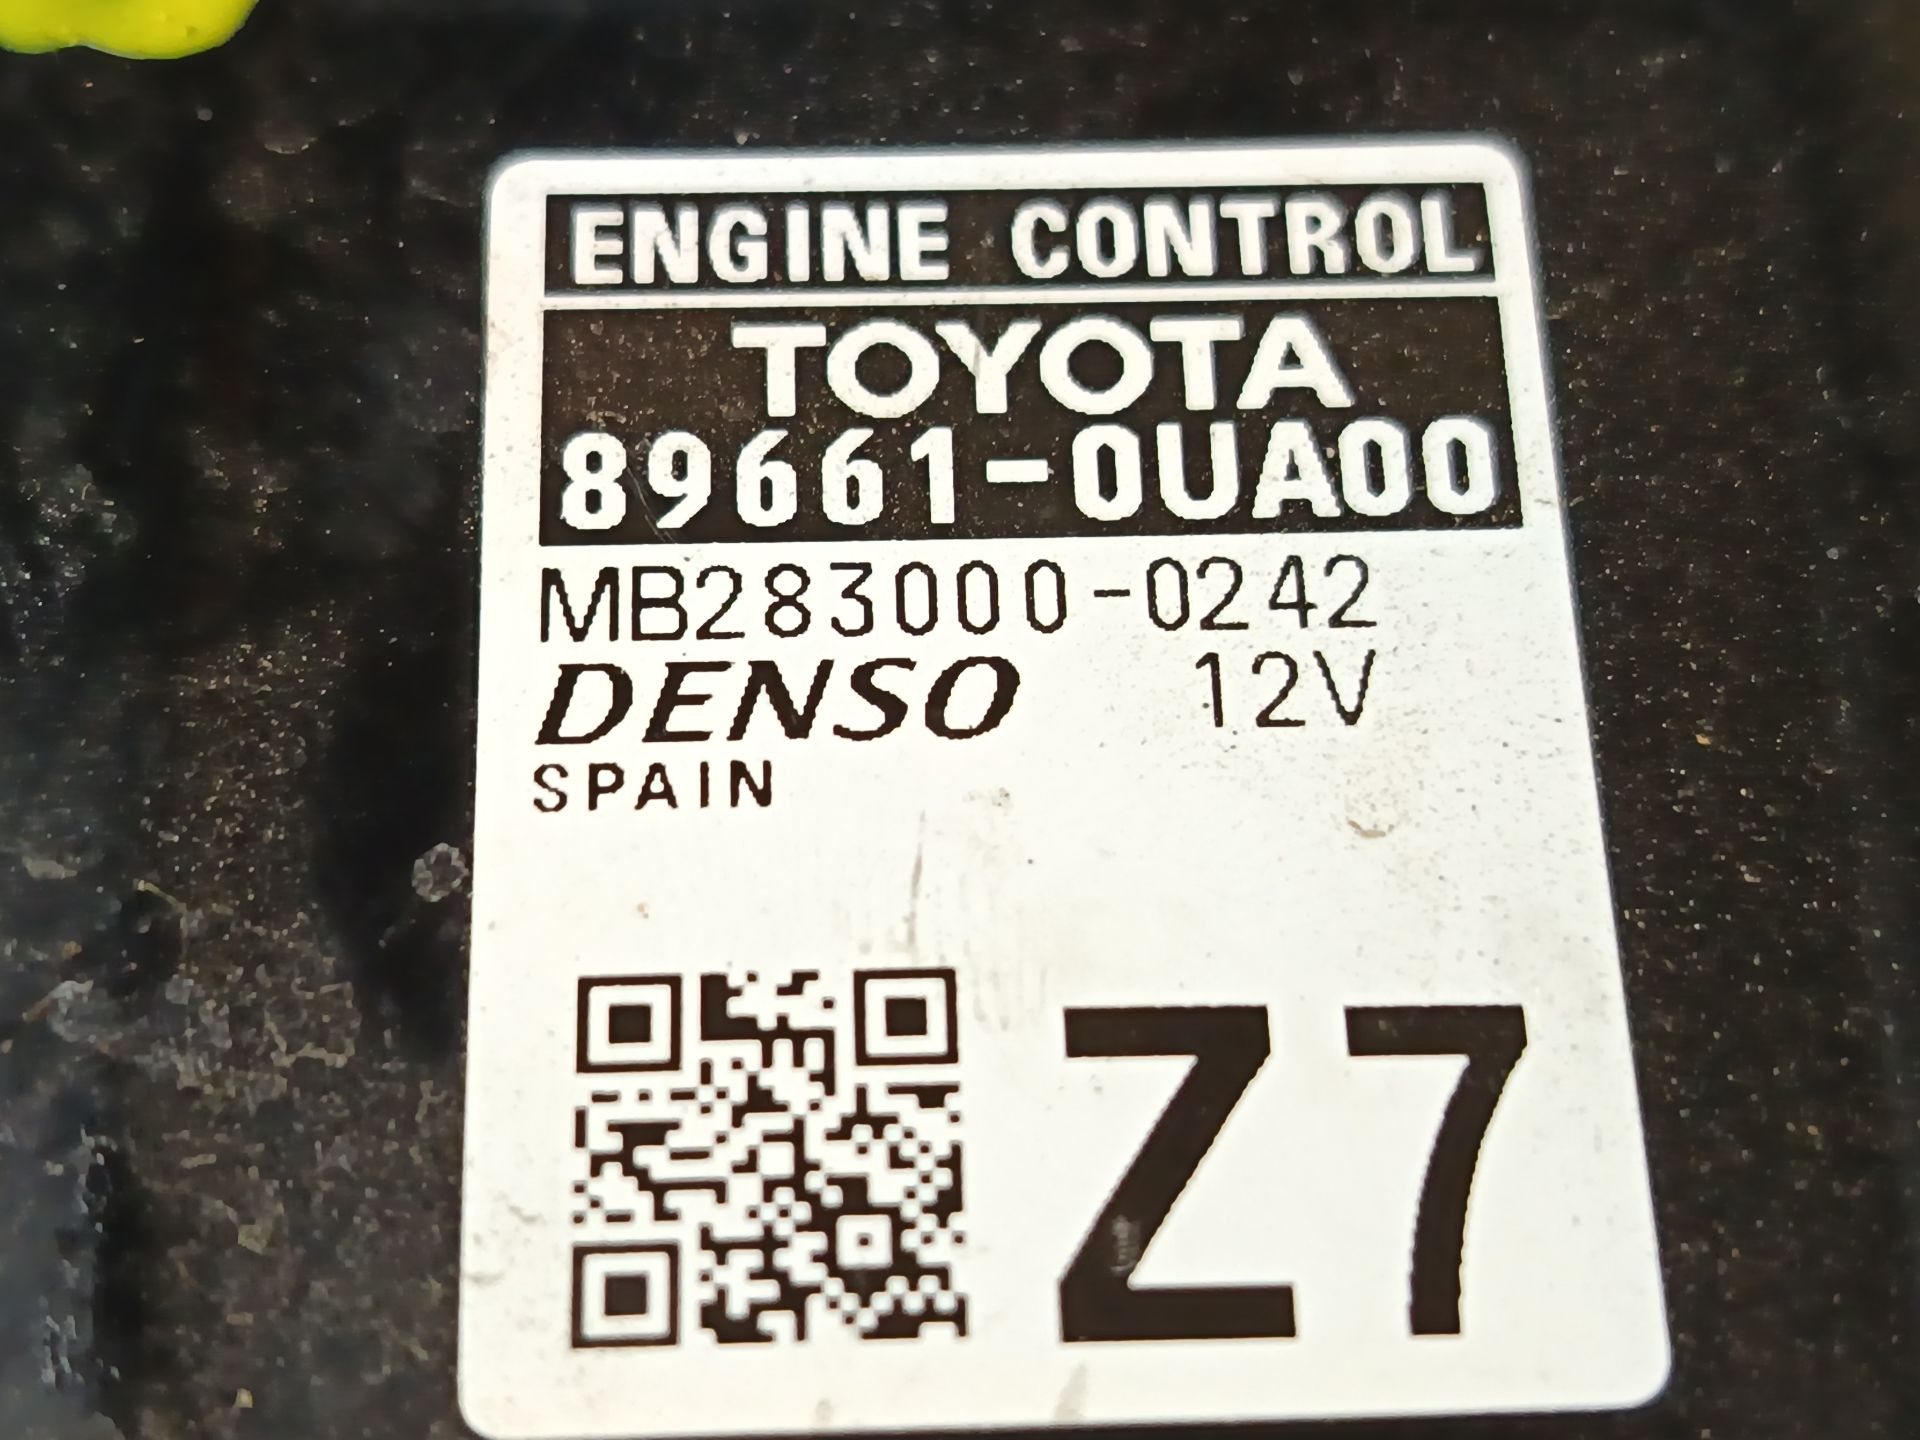 ENGINE CONTROL
TOYOTA
89661-0UA00
MB283000-0242
DENSO 12V
SPAIN
Z7